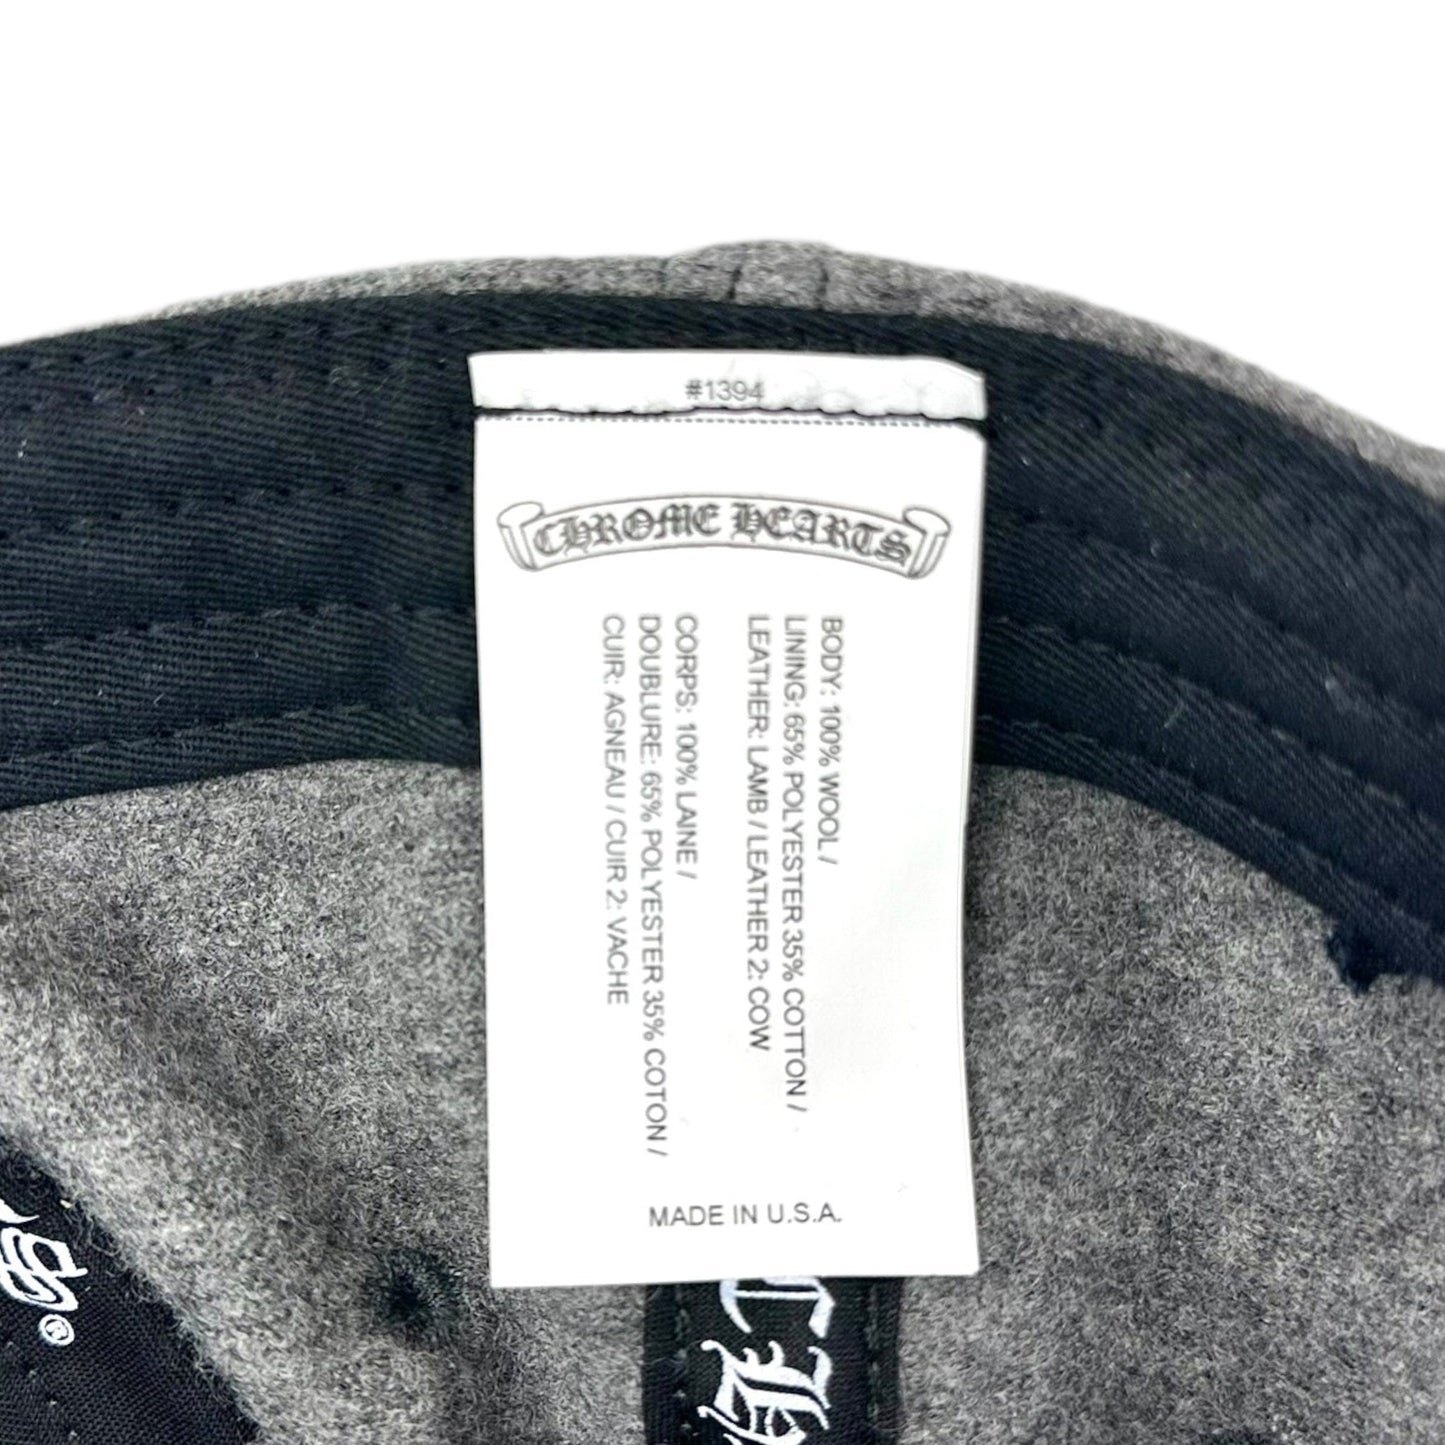 #1394
CHROME HEARTS
BODY: 100% WOOL /
LINING: 65% POLYESTER 35% COTTON /
LEATHER: LAMB / LEATHER 2: COW
CORPS: 100% LAINE /
DOUBLURE: 65% POLYESTER 35% COTON /
CUIR: AGNEAU / CUIR 2: VACHE
MADE IN U.S.A.